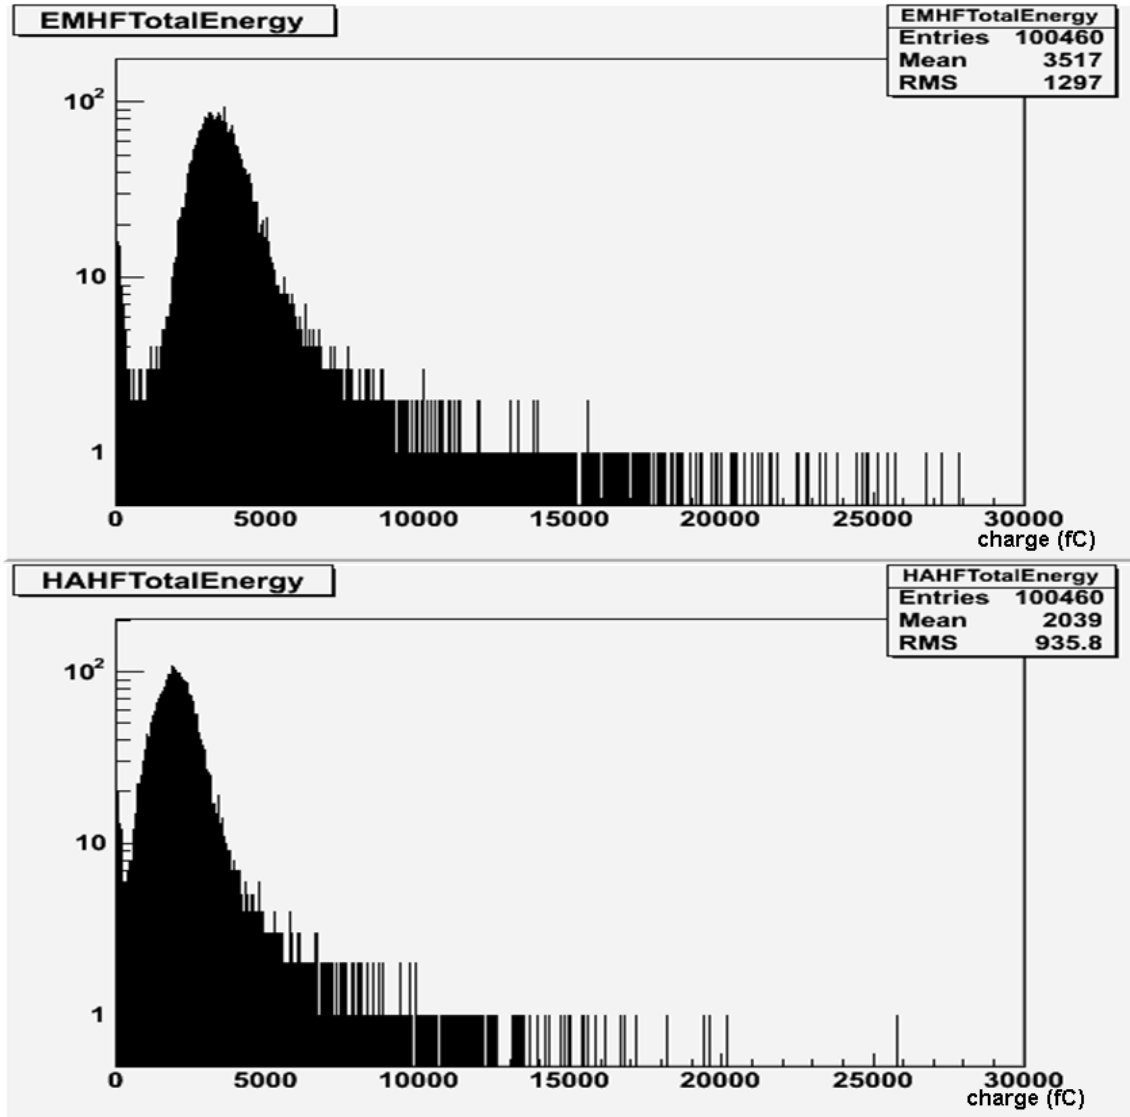 EMHFTotalEnergy
EMHFTotalEnergy
Entries 100460
Mean 3517
RMS 1297
10²
10
1
0 5000 10000 15000 20000 25000 30000
charge (fC)
HAHFTotalEnergy
HAHFTotalEnergy
Entries 100460
Mean 2039
RMS 935.8
10²
10
1
0 5000 10000 15000 20000 25000 30000
charge (fC)